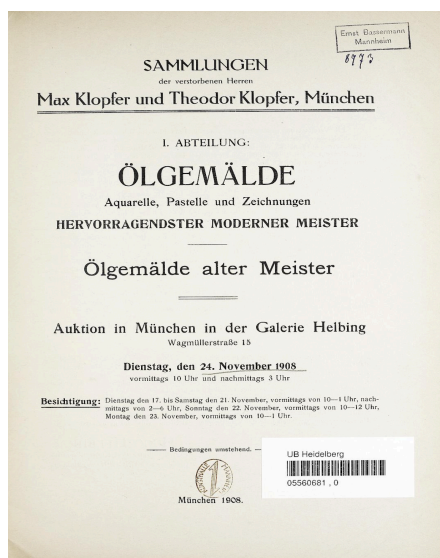 Ernst Bassermann
Mannheim
6773
SAMMLUNGEN
der verstorbenen Herren
Max Klopfer und Theodor Klopfer, München
I. ABTEILUNG:
ÖLGEMÄLDE
Aquarelle, Pastelle und Zeichnungen
HERVORRAGENDSTER MODERNER MEISTER
Ölgemälde alter Meister
Auktion in München in der Galerie Helbing
Wagmüllerstraße 15
Dienstag, den 24. November 1908
vormittags 10 Uhr und nachmittags 3 Uhr
Besichtigung: Dienstag den 17. bis Samstag den 21. November, vormittags von 10—1 Uhr, nach-
mittags von 2—6 Uhr, Sonntag den 22. November, vormittags von 10—12 Uhr,
Montag den 23. November, vormittags von 10—1 Uhr.
Bedingungen umstehend.
München 1908.
UB Heidelberg
05560681 , 0